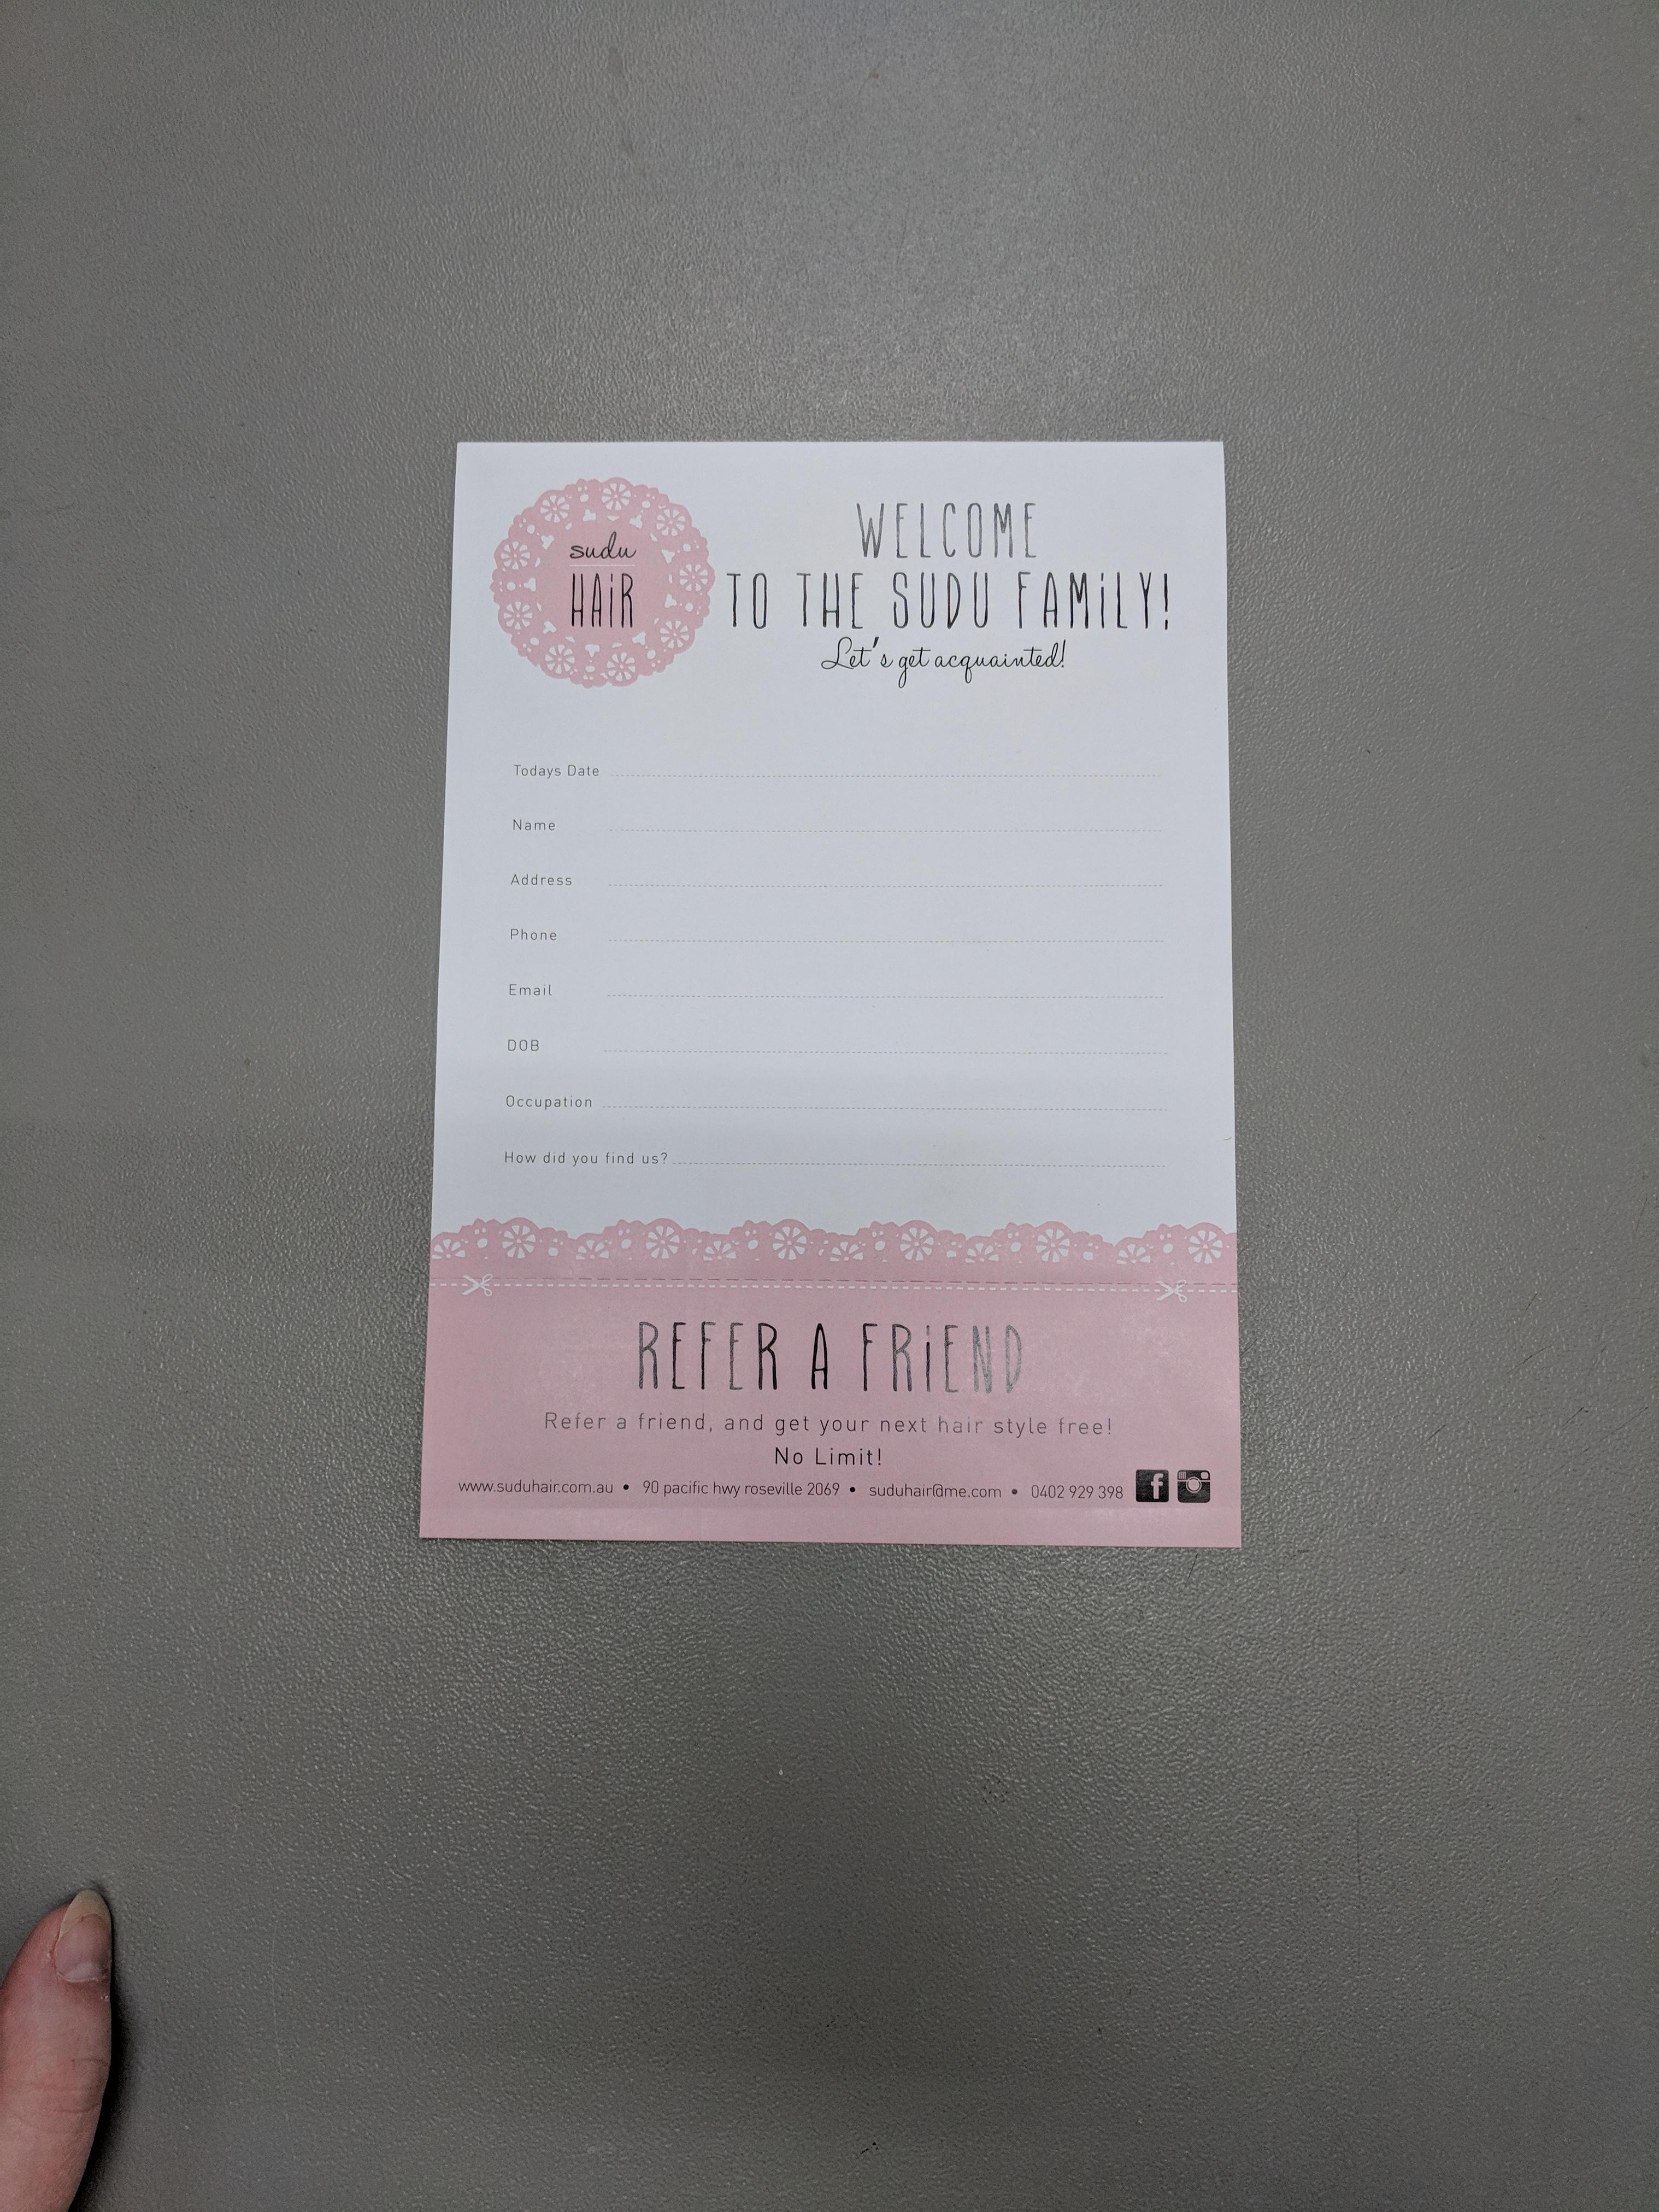 sudu
HAiR
WELCOME
TO THE SUDU FAMiLY!
Let's get acquainted!
Todays Date
Name
Address
Phone
Email
DOB
Occupation
How did you find us?
REFER A FRiEND
Refer a friend, and get your next hair style free!
No Limit!
www.suduhair.com.au • 90 pacific hwy roseville 2069 • suduhair@me.com • 0402 929 398 f